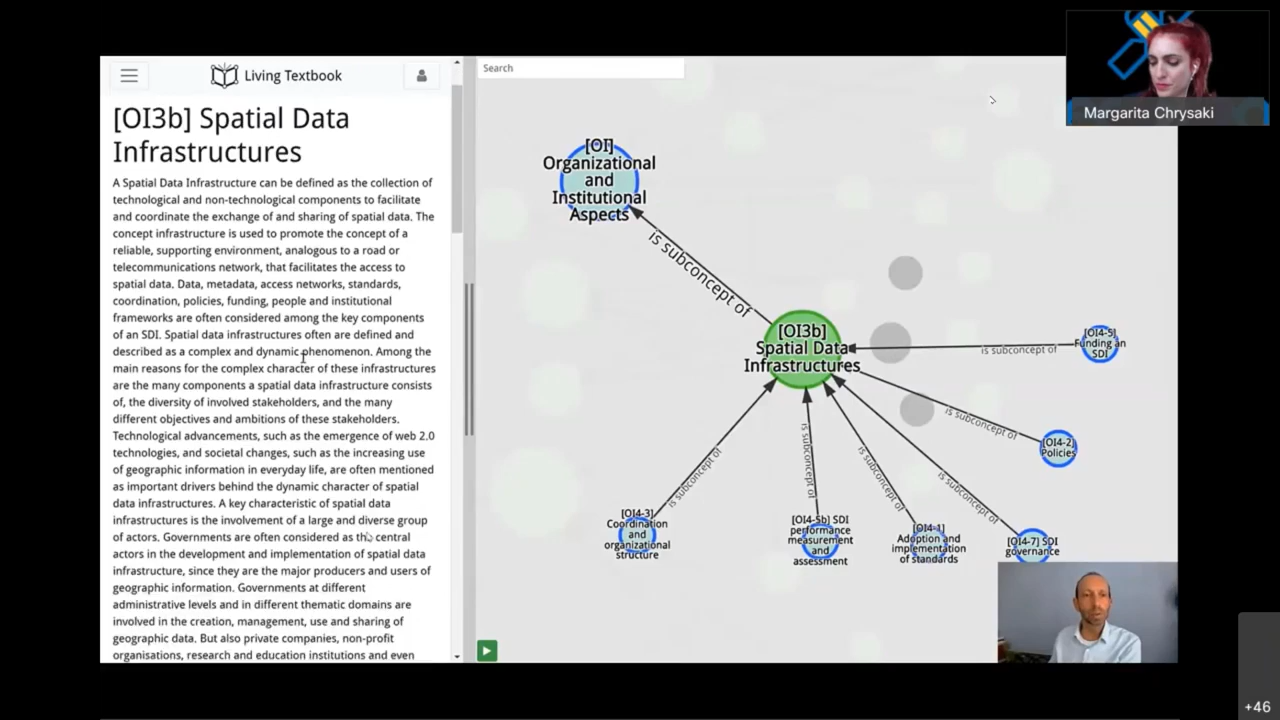 Living Textbook
[OI3b] Spatial Data
Infrastructures
A Spatial Data Infrastructure can be defined as the collection of
technological and non-technological components to facilitate
and coordinate the exchange of and sharing of spatial data. The
concept infrastructure is used to promote the concept of a
reliable, supporting environment, analogous to a road or
telecommunications network, that facilitates the access to
spatial data. Data, metadata, access networks, standards,
coordination, policies, funding, people and institutional
frameworks are often considered among the key components
of an SDI. Spatial data infrastructures often are defined and
described as a complex and dynamic phenomenon. Among the
main reasons for the complex character of these infrastructures
are the many components a spatial data infrastructure consists
of, the diversity of involved stakeholders, and the many
different objectives and ambitions of these stakeholders.
Technological advancements, such as the emergence of web 2.0
technologies, and societal changes, such as the increasing use
of geographic information in everyday life, are often mentioned
as important drivers behind the dynamic character of spatial
data infrastructures. A key characteristic of spatial data
infrastructures is the involvement of a large and diverse group
of actors. Governments are often considered as the central
actors in the development and implementation of spatial data
infrastructure, since they are the major producers and users of
geographic information. Governments at different
administrative levels and in different thematic domains are
involved in the creation, management, use and sharing of
geographic data. But also private companies, non-profit
organisations, research and education institutions and even
Search
[OI]
Organizational
and
Institutional
Aspects
is subconcept of
[OI3b]
Spatial Data
Infrastructures
is subconcept of
[OI4-5]
Funding an
SDI
is subconcept of
[OI4-2]
Policies
is subconcept of
is subconcept of
is subconcept of
is subconcept of
[OI4-3]
Coordination
and
organizational
structure
[OI4-5b] SDI
performance
measurement
and
assessment
[OI4-1]
Adoption and
implementation
of standards
[OI4-7] SDI
governance
Margarita Chrysaki
+46